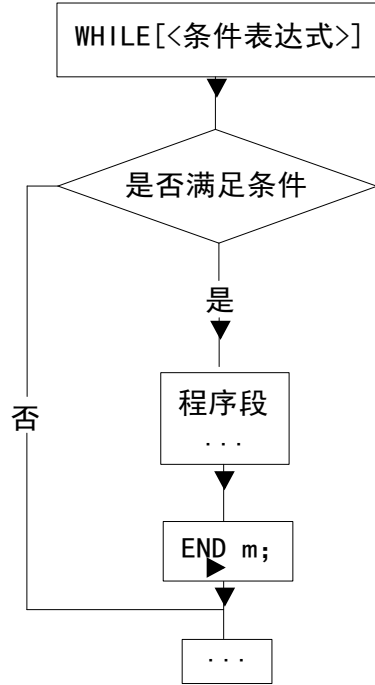 WHILE[<条件表达式>]
是否满足条件
是
否
程序段
...
END m;
...